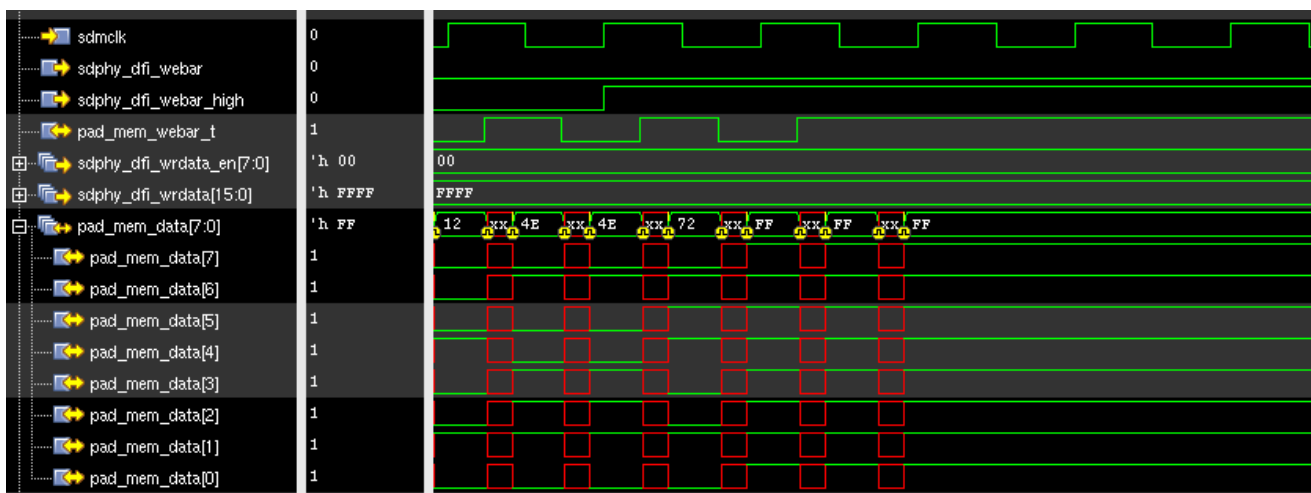 sdmclk 0
sdphy_dfi_webar 0
sdphy_dfi_webar_high 0
pad_mem_webar_t 1
sdphy_dfi_wrdata_en[7:0] 'h 00 00
sdphy_dfi_wrdata[15:0] 'h FFFF FFFF
pad_mem_data[7:0] 'h FF 12 xx 4E xx 4E xx 72 xx FF xx FF xx FF
pad_mem_data[7] 1
pad_mem_data[6] 1
pad_mem_data[5] 1
pad_mem_data[4] 1
pad_mem_data[3] 1
pad_mem_data[2] 1
pad_mem_data[1] 1
pad_mem_data[0] 1